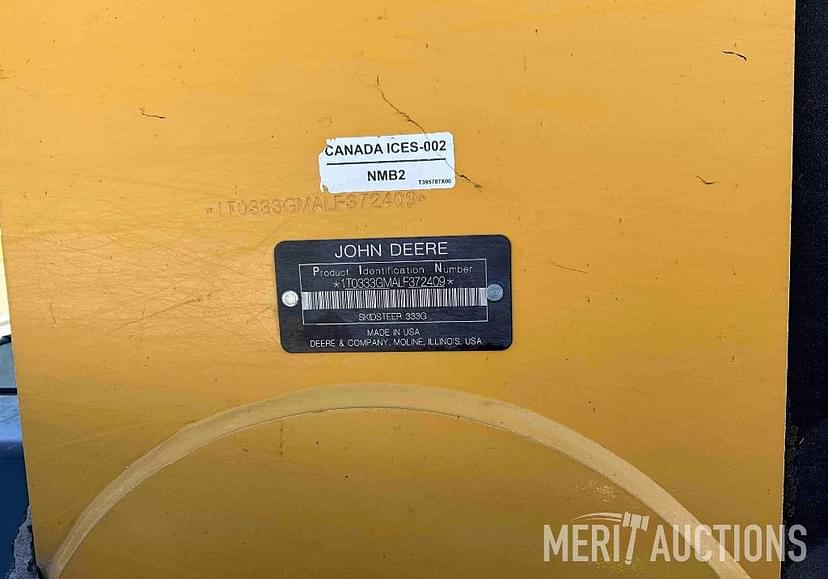 CANADA ICES-002
NMB2
T395787X00
*1T0333GMALF372409*
JOHN DEERE
Product Identification Number
*1T0333GMALF372409*
SKIDSTEER 333G
MADE IN USA
DEERE & COMPANY, MOLINE, ILLINOIS, USA
MERIT AUCTIONS